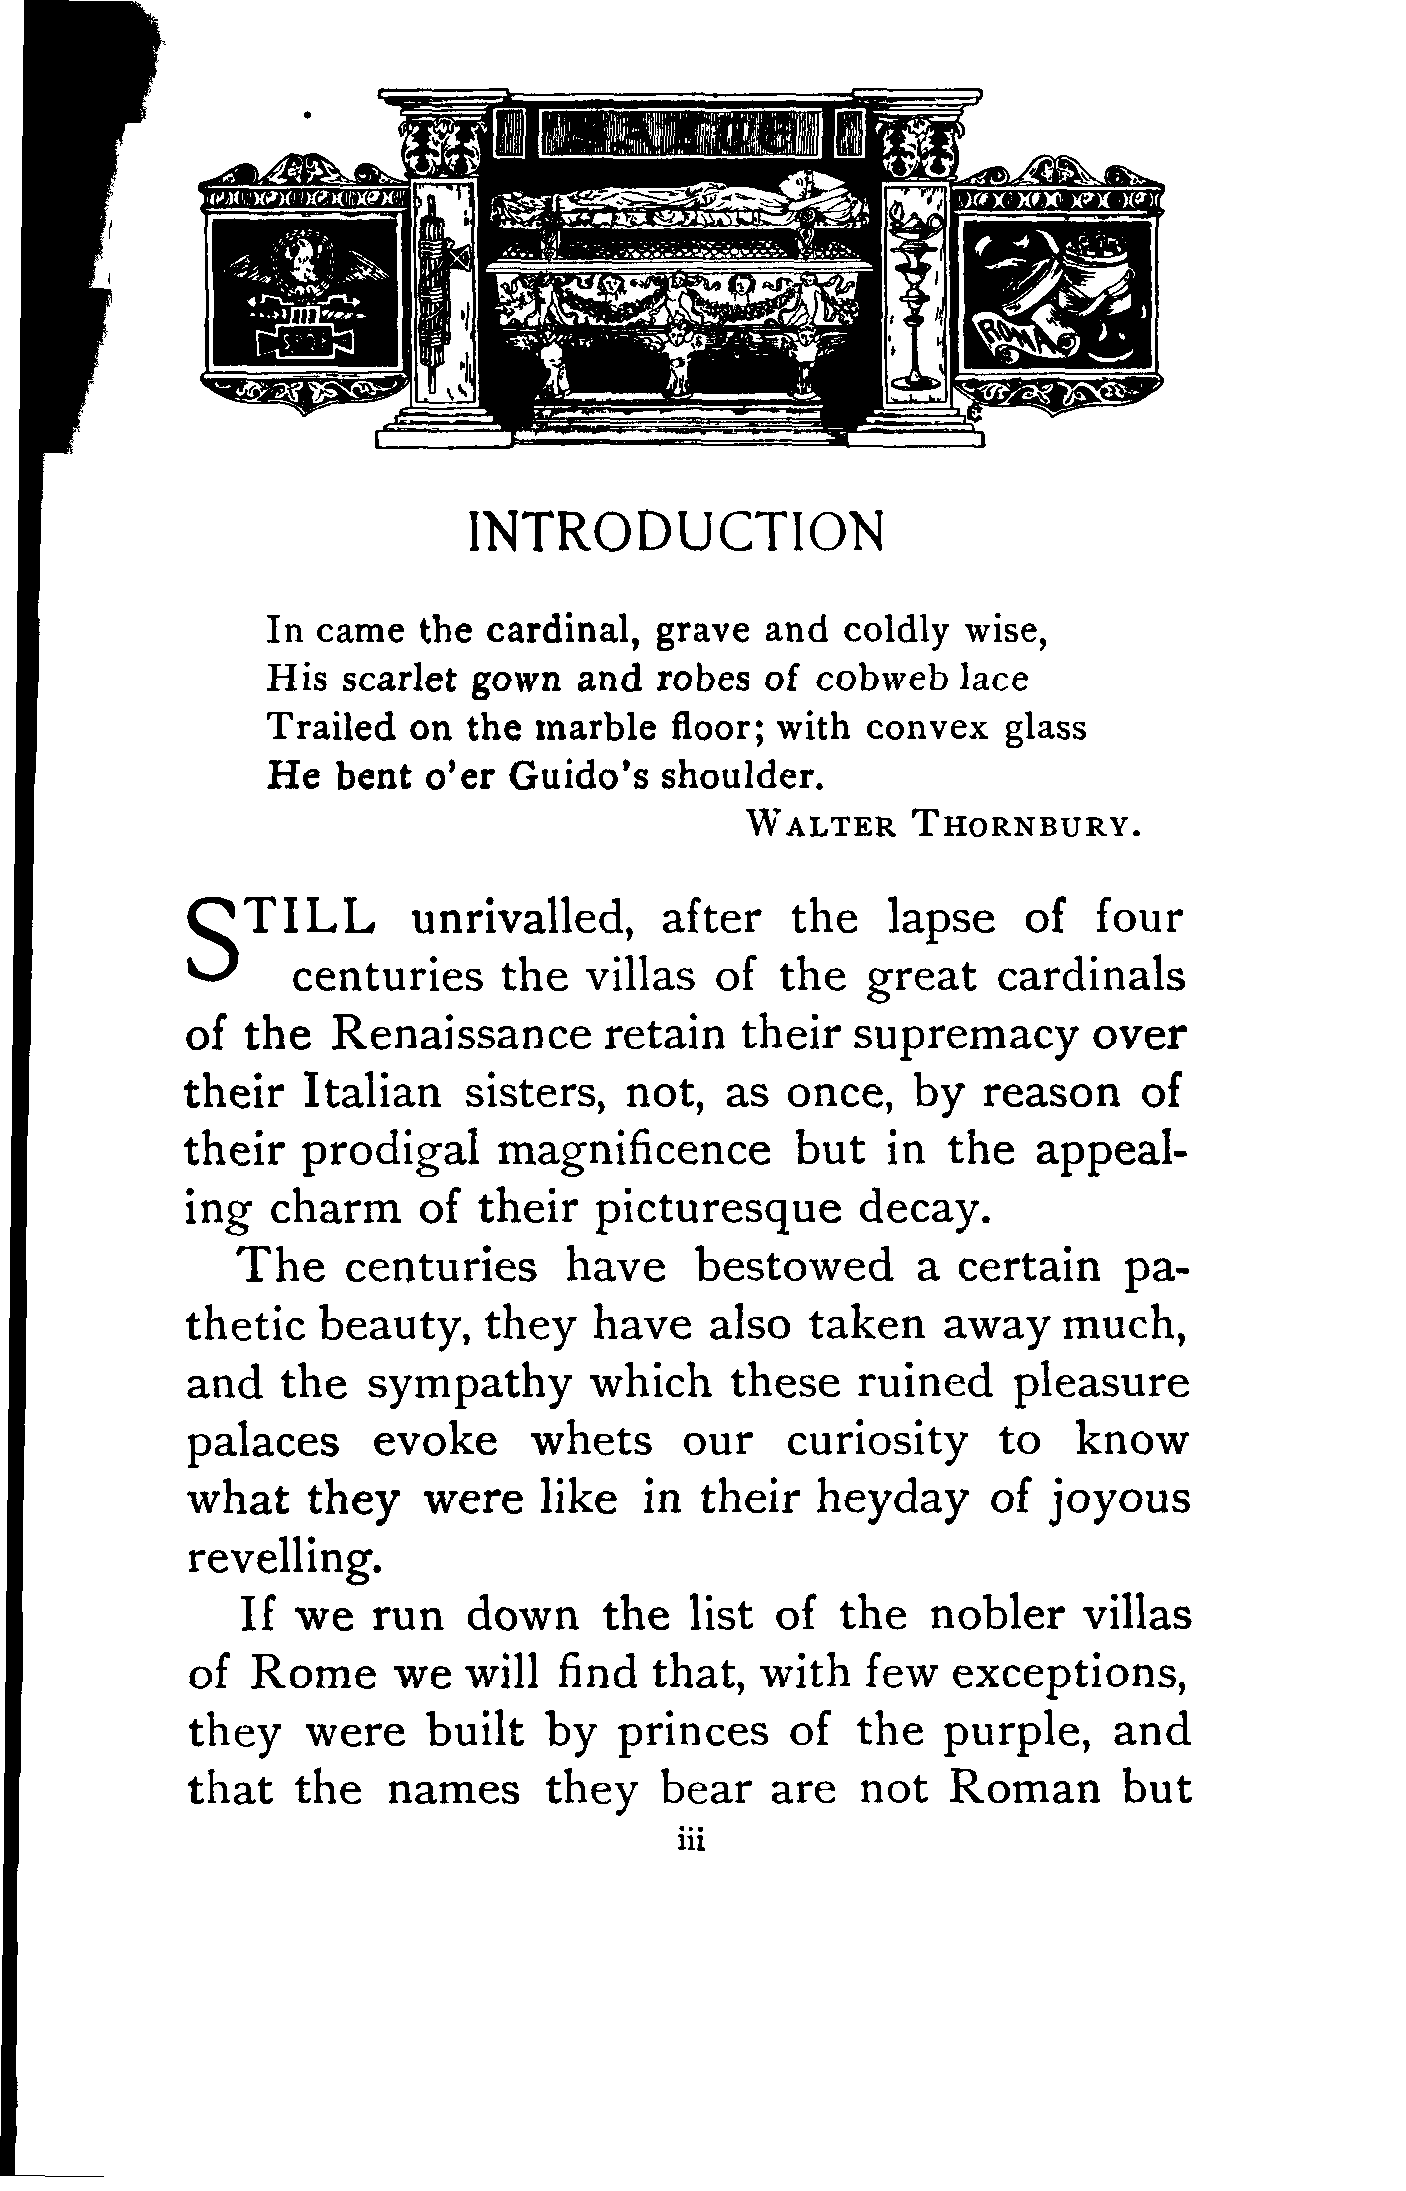 ROMA
INTRODUCTION
In came the cardinal, grave and coldly wise,
His scarlet gown and robes of cobweb lace
Trailed on the marble floor; with convex glass
He bent o'er Guido's shoulder.
WALTER THORNBURY.
STILL unrivalled, after the lapse of four
centuries the villas of the great cardinals
of the Renaissance retain their supremacy over
their Italian sisters, not, as once, by reason of
their prodigal magnificence but in the appeal-
ing charm of their picturesque decay.
The centuries have bestowed a certain pa-
thetic beauty, they have also taken away much,
and the sympathy which these ruined pleasure
palaces evoke whets our curiosity to know
what they were like in their heyday of joyous
revelling.
If we run down the list of the nobler villas
of Rome we will find that, with few exceptions,
they were built by princes of the purple, and
that the names they bear are not Roman but
iii